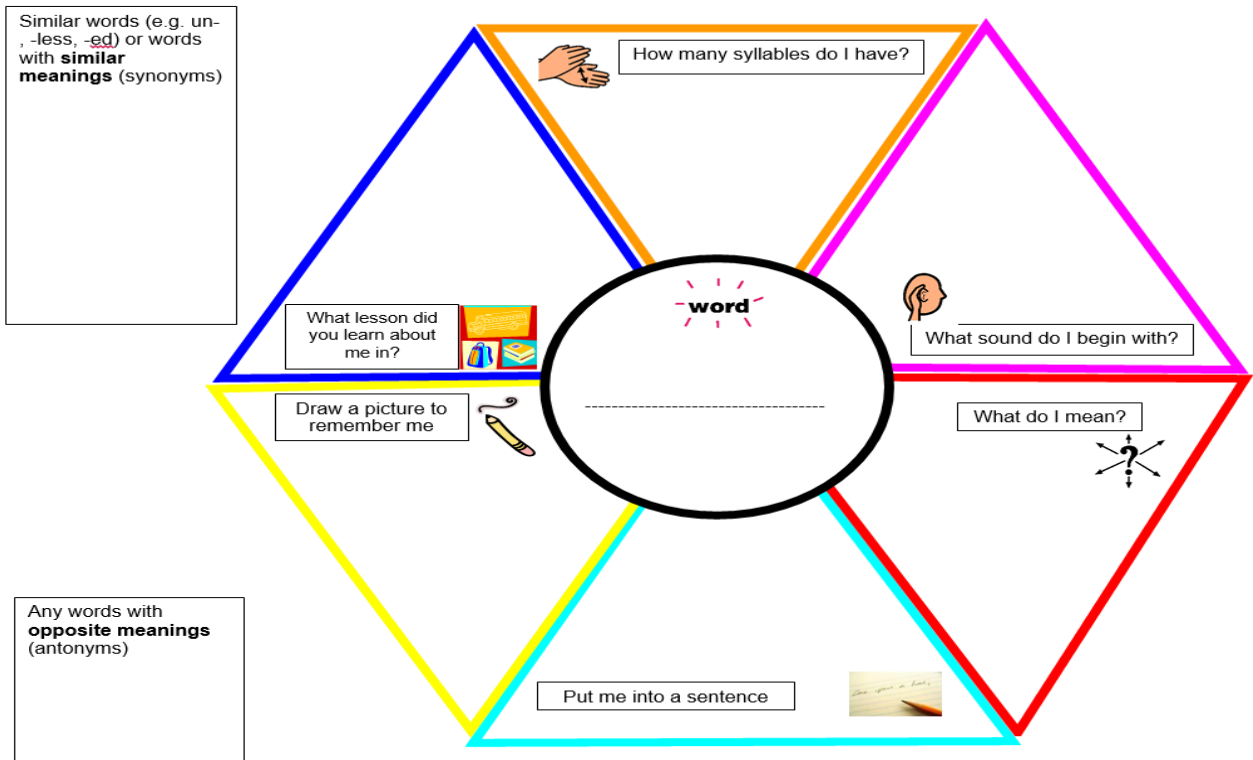 Similar words (e.g. un-
, -less, -ed) or words
with similar
meanings (synonyms)
How many syllables do I have?
What lesson did
you learn about
me in?
word
What sound do I begin with?
Draw a picture to
remember me
What do I mean?
?
Any words with
opposite meanings
(antonyms)
Put me into a sentence